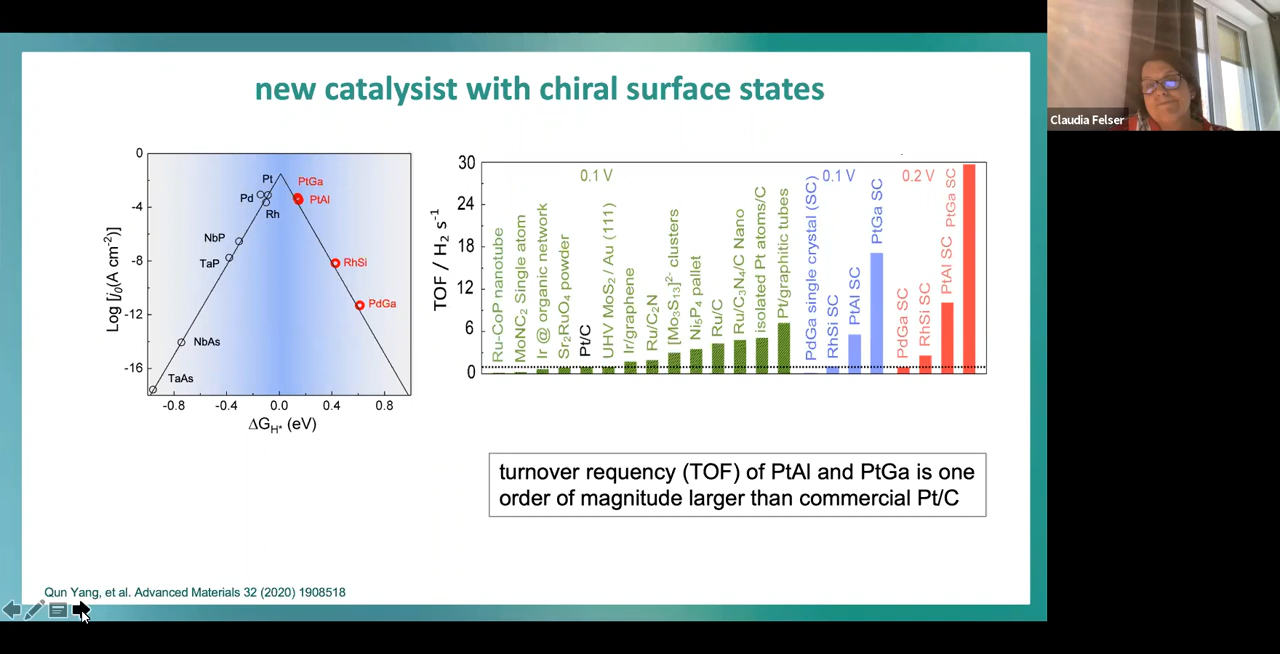 new catalysist with chiral surface states
Claudia Felser
0
-4
-8
-12
-16
Log [j₀(A cm⁻²)]
Pt
PtGa
Pd
PtAl
Rh
NbP
TaP
RhSi
PdGa
NbAs
TaAs
-0.8
-0.4
0.0
0.4
0.8
ΔG_H* (eV)
30
24
18
12
6
0
TOF / H₂ s⁻¹
0.1 V
0.1 V
0.2 V
Ru-CoP nanotube
MoNC₂ Single atom
Ir @ organic network
Sr₂RuO₄ powder
Pt/C
UHV MoS₂ / Au (111)
Ir/graphene
Ru/C₂N
[Mo₃S₁₃]²⁻ clusters
Ni₅P₄ pallet
Ru/C
Ru/C₃N₄/C Nano
isolated Pt atoms/C
Pt/graphitic tubes
PdGa single crystal (SC)
RhSi SC
PtAl SC
PtGa SC
PdGa SC
RhSi SC
PtAl SC
PtGa SC
turnover requency (TOF) of PtAl and PtGa is one
order of magnitude larger than commercial Pt/C
Qun Yang, et al. Advanced Materials 32 (2020) 1908518